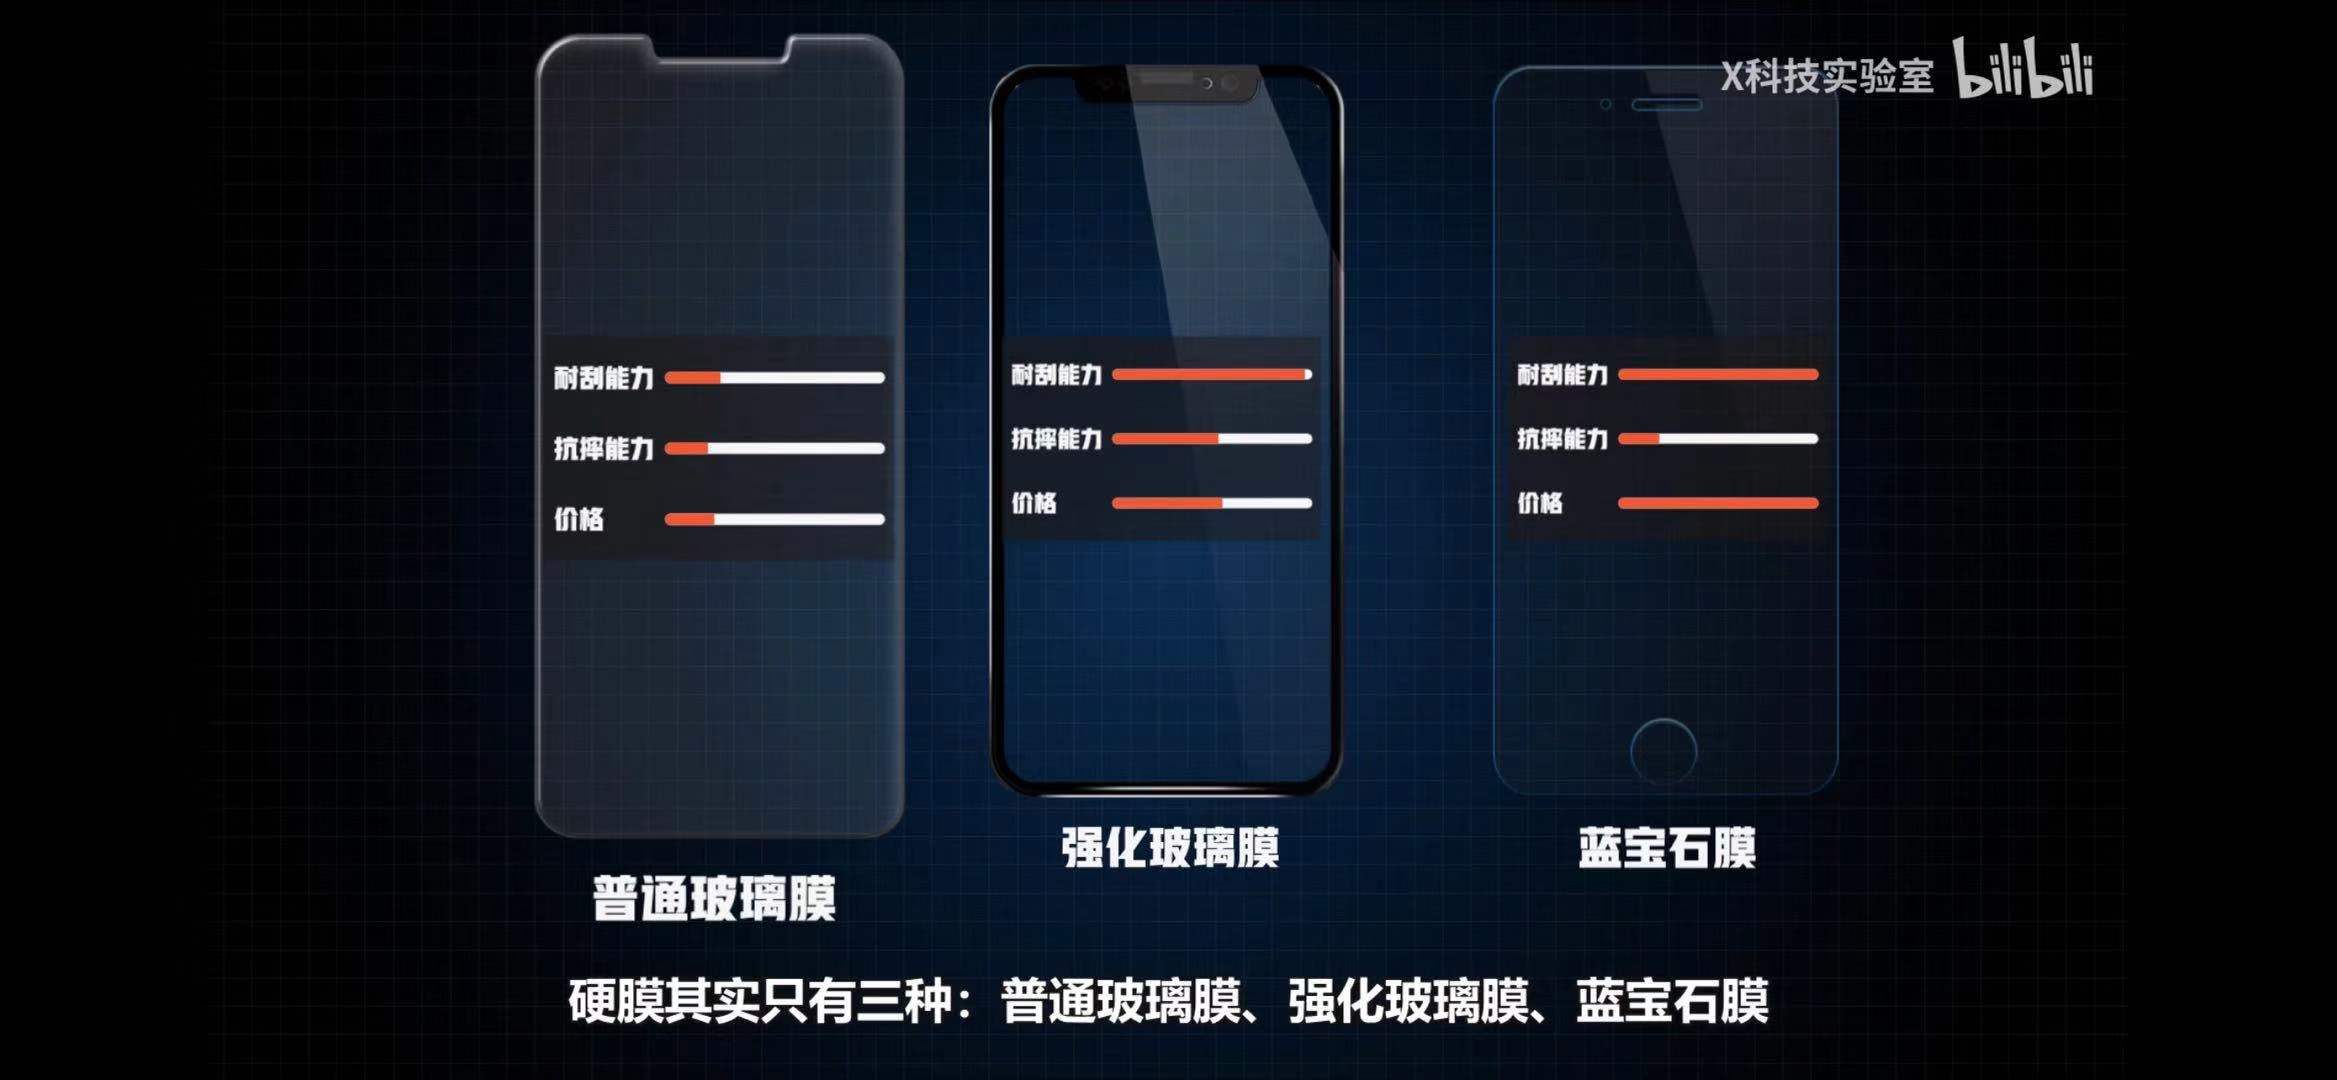 X科技实验室 bilibili
耐刮能力
抗摔能力
价格
普通玻璃膜
耐刮能力
抗摔能力
价格
强化玻璃膜
耐刮能力
抗摔能力
价格
蓝宝石膜
硬膜其实只有三种：普通玻璃膜、强化玻璃膜、蓝宝石膜